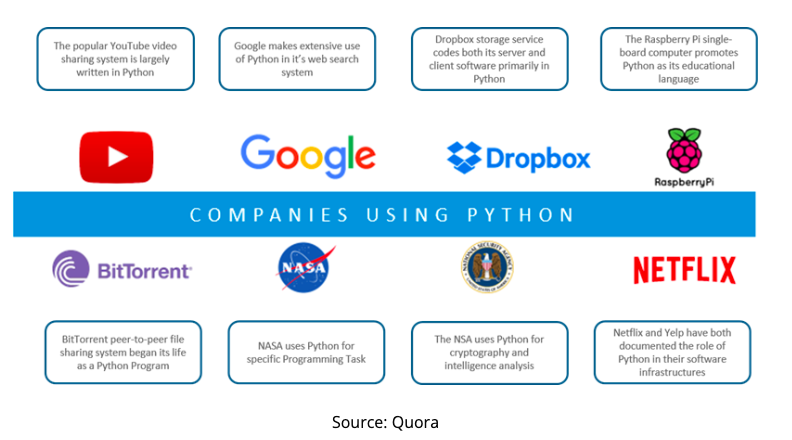 The popular YouTube video
sharing system is largely
written in Python
Google makes extensive use
of Python in it's web search
system
Dropbox storage service
codes both its server and
client software primarily in
Python
The Raspberry Pi single-
board computer promotes
Python as its educational
language
Google
Dropbox
RaspberryPi
COMPANIES USING PYTHON
BitTorrent
NASA
NATIONAL SECURITY AGENCY
NETFLIX
BitTorrent peer-to-peer file
sharing system began its life
as a Python Program
NASA uses Python for
specific Programming Task
The NSA uses Python for
cryptography and
intelligence analysis
Netflix and Yelp have both
documented the role of
Python in their software
infrastructures
Source: Quora